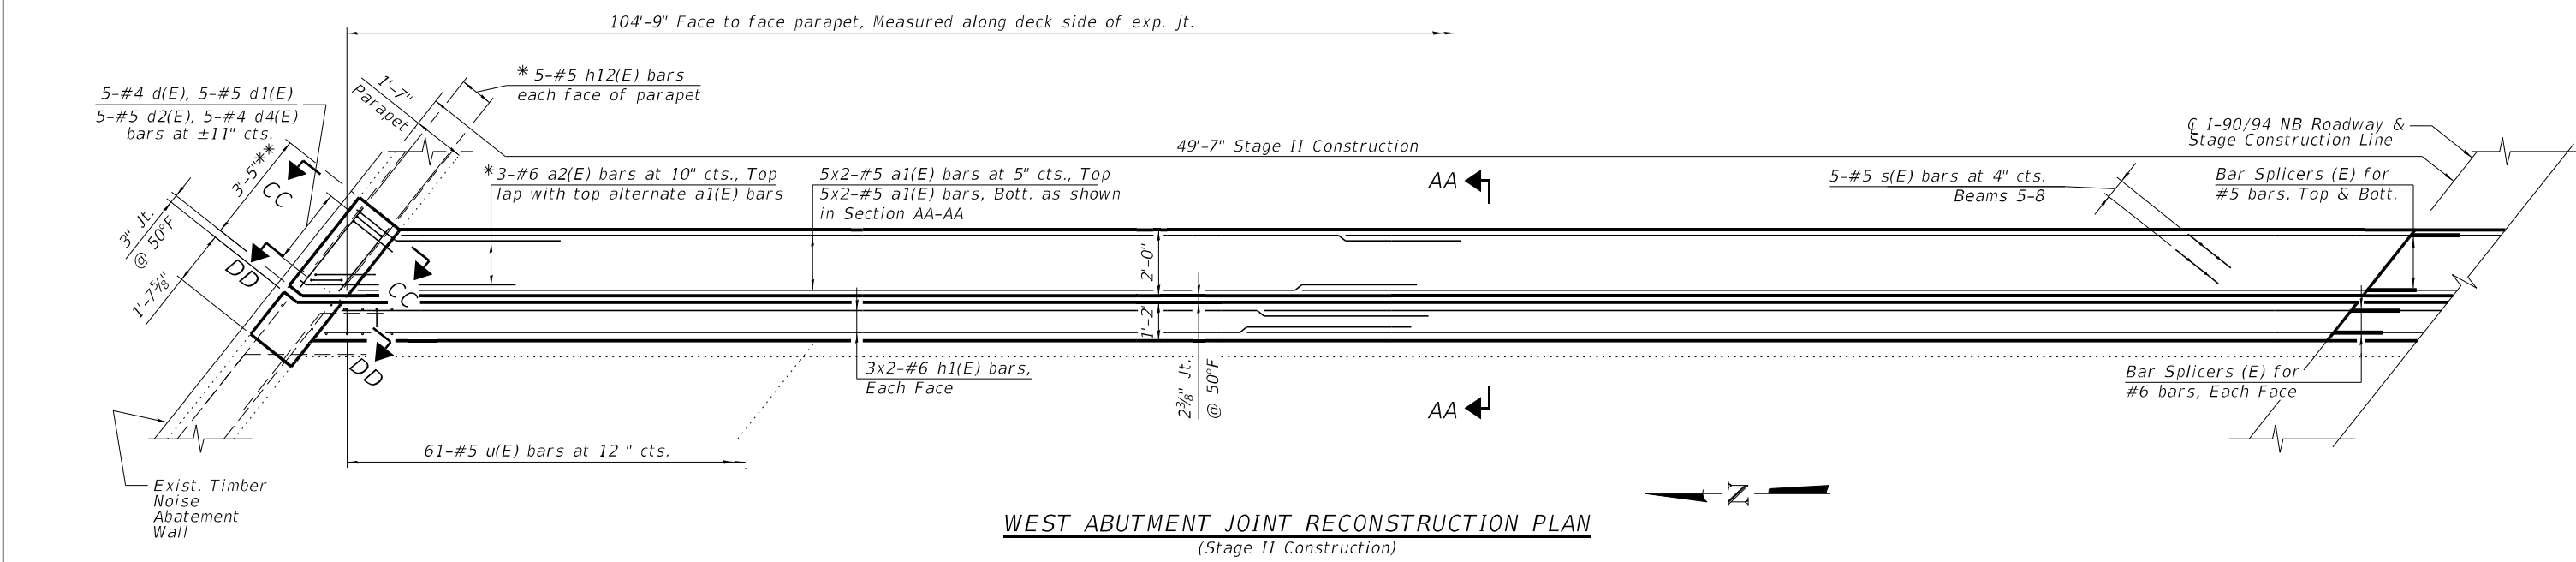 104'-9" Face to face parapet, Measured along deck side of exp. jt.
* 5-#5 h12(E) bars
each face of parapet
1'-7"
Parapet
5-#4 d(E), 5-#5 d1(E)
5-#5 d2(E), 5-#4 d4(E)
bars at ±11" cts.
3'-5"**
CC
3" Jt.
@ 50°F
DD
1'-7⅝"
49'-7" Stage II Construction
℄ I-90/94 NB Roadway &
Stage Construction Line
*3-#6 a2(E) bars at 10" cts., Top
lap with top alternate a1(E) bars
5x2-#5 a1(E) bars at 5" cts., Top
5x2-#5 a1(E) bars, Bott. as shown
in Section AA-AA
AA
5-#5 s(E) bars at 4" cts.
Beams 5-8
Bar Splicers (E) for
#5 bars, Top & Bott.
CC
DD
2'-0"
1'-2"
2⅜" Jt.
@ 50°F
3x2-#6 h1(E) bars,
Each Face
AA
Bar Splicers (E) for
#6 bars, Each Face
61-#5 u(E) bars at 12 " cts.
Exist. Timber
Noise
Abatement
Wall
N
WEST ABUTMENT JOINT RECONSTRUCTION PLAN
(Stage II Construction)